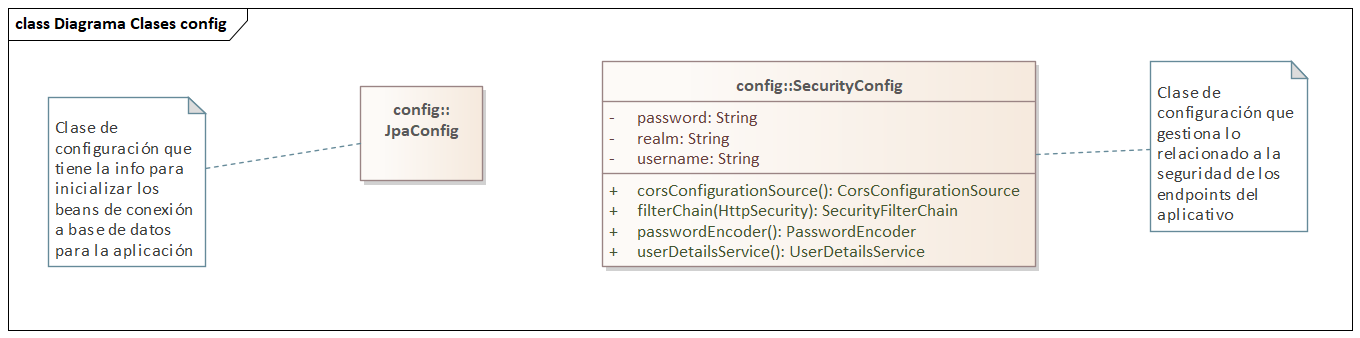 class Diagrama Clases config
Clase de
configuración que
tiene la info para
inicializar los
beans de conexión
a base de datos
para la aplicación
config::
JpaConfig
config::SecurityConfig
- password: String
- realm: String
- username: String
+ corsConfigurationSource(): CorsConfigurationSource
+ filterChain(HttpSecurity): SecurityFilterChain
+ passwordEncoder(): PasswordEncoder
+ userDetailsService(): UserDetailsService
Clase de
configuración que
gestiona lo
relacionado a la
seguridad de los
endpoints del
aplicativo